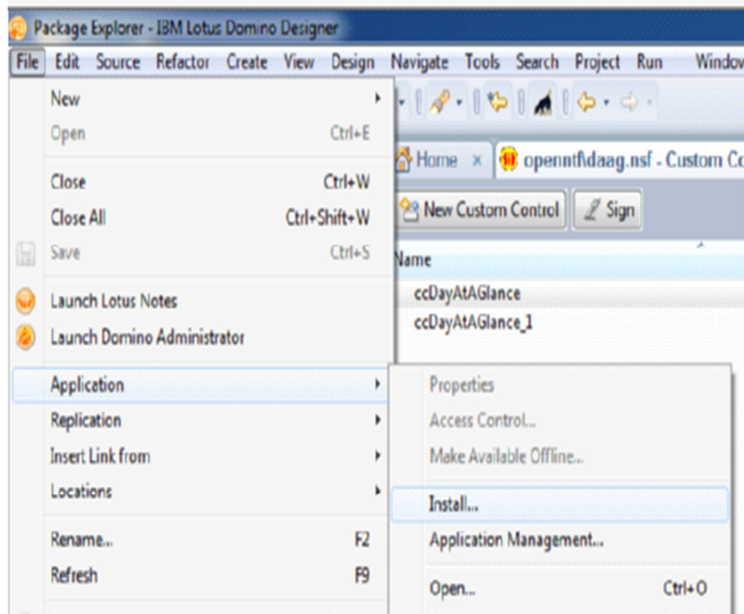 Package Explorer - IBM Lotus Domino Designer
File Edit Source Refactor Create View Design Navigate Tools Search Project Run Window
New
Open Ctrl+E
Close Ctrl+W
Close All Ctrl+Shift+W
Save Ctrl+S
Launch Lotus Notes
Launch Domino Administrator
Application
Replication
Insert Link from
Locations
Rename... F2
Refresh F9
Home × openntf\daag.nsf - Custom Co
New Custom Control Sign
Name
ccDayAtAGlance
ccDayAtAGlance_1
Properties
Access Control...
Make Available Offline...
Install...
Application Management...
Open... Ctrl+O